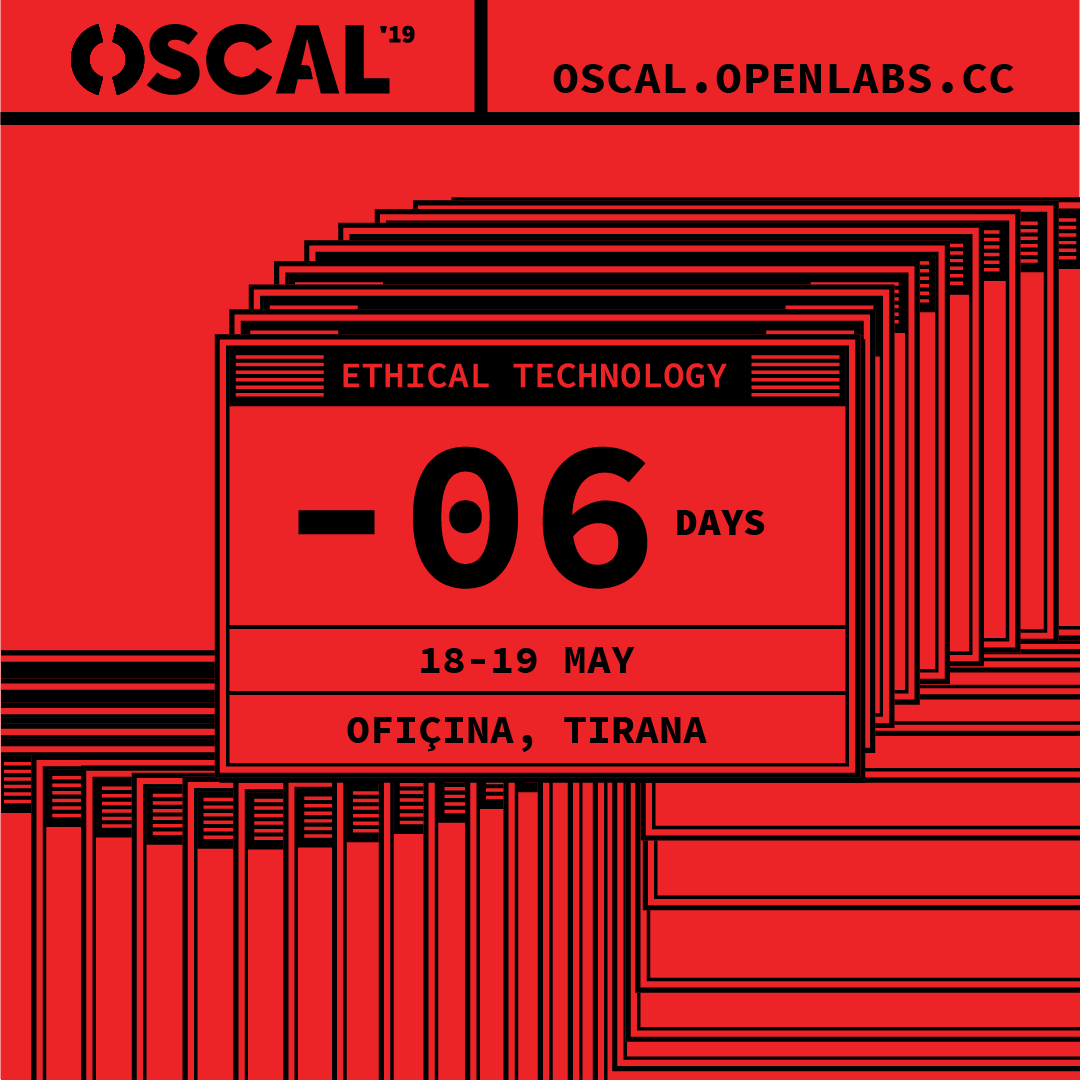 OSCAL '19
OSCAL.OPENLABS.CC
ETHICAL TECHNOLOGY
-06 DAYS
18-19 MAY
OFIÇINA, TIRANA